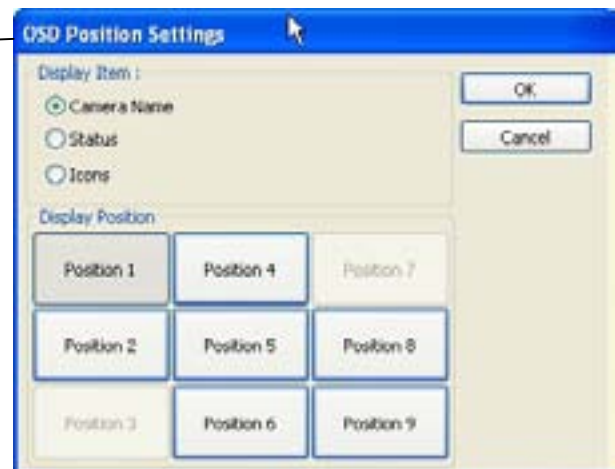 OSD Position Settings
Display Item :
Camera Name
Status
Icons
OK
Cancel
Display Position
Position 1 Position 4 Position 7
Position 2 Position 5 Position 8
Position 3 Position 6 Position 9